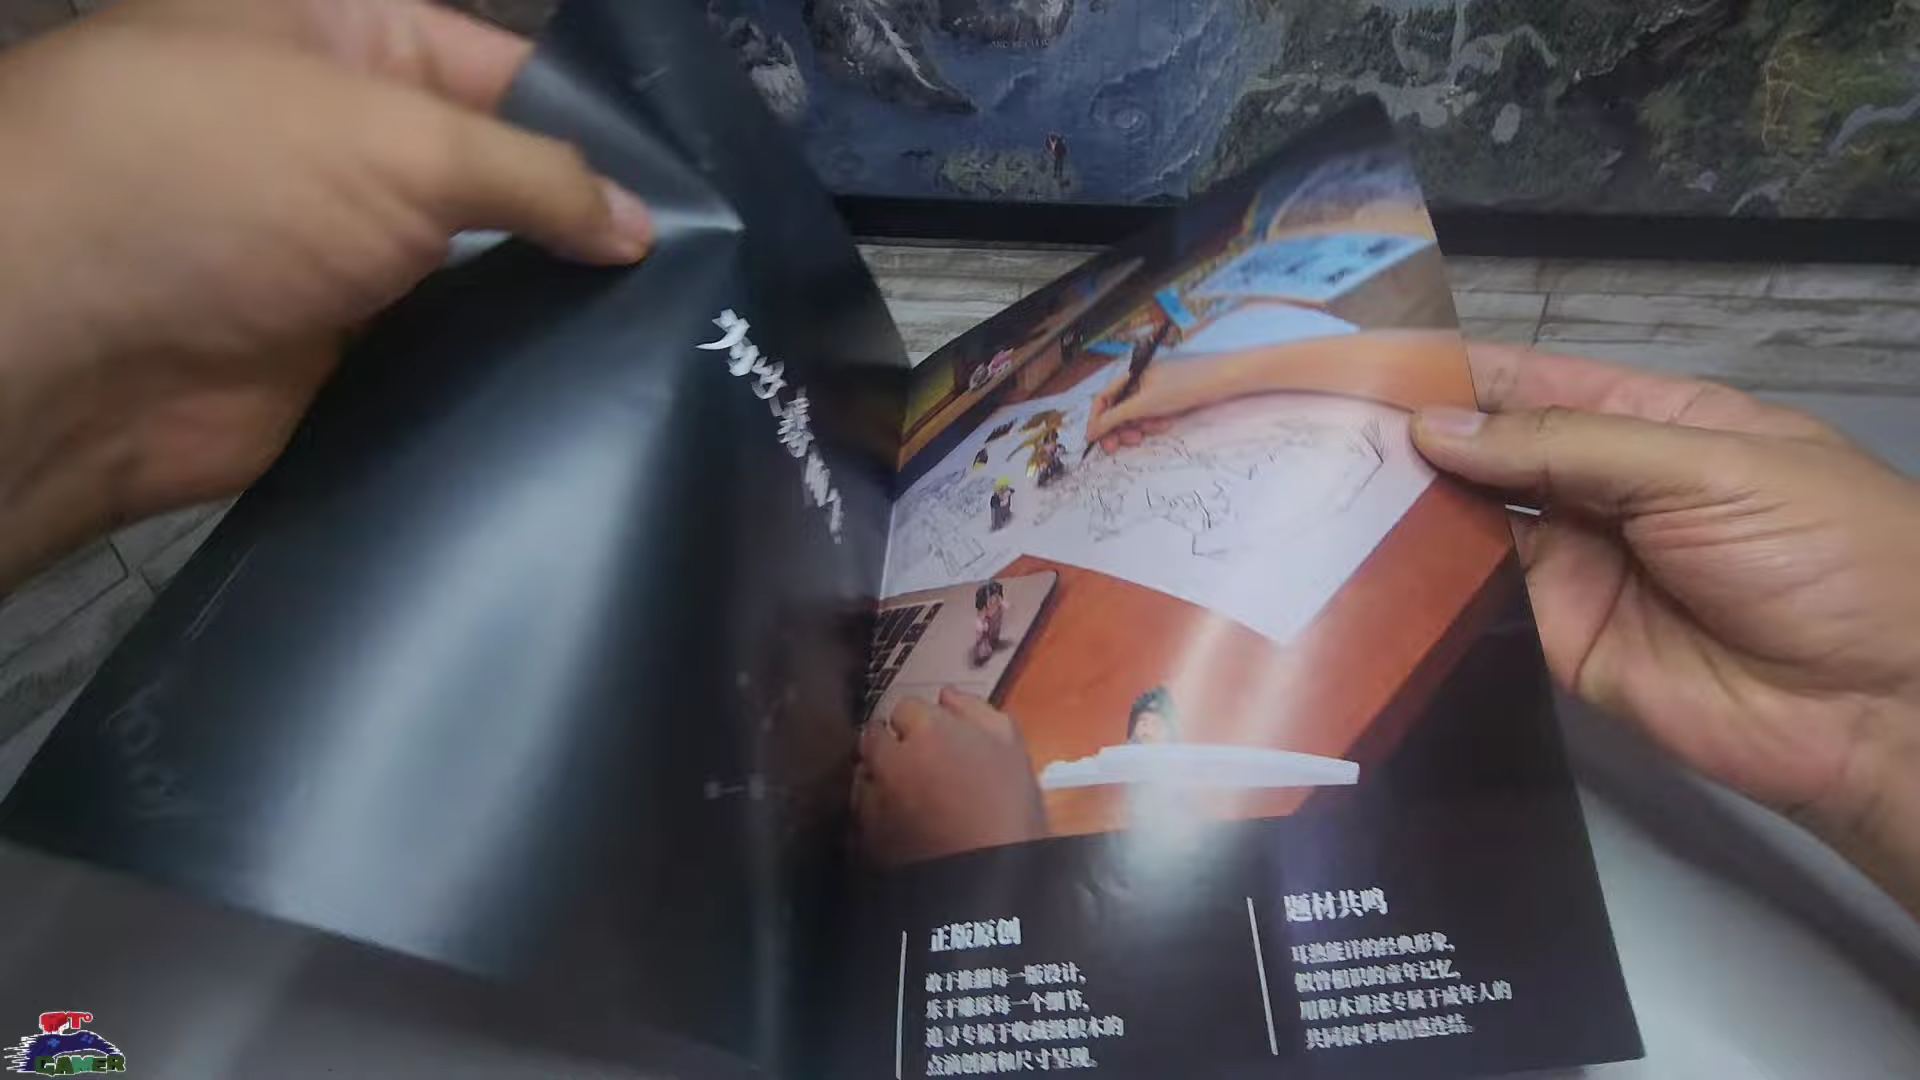 正版原创
敢于推翻每一版设计,
乐于雕琢每一个细节,
追寻专属于收藏级积木的
点滴创新和尺寸呈现。
题材共鸣
耳熟能详的经典形象,
似曾相识的童年记忆,
用积木讲述专属于成年人的
共同叙事和情感连结。
GAMER